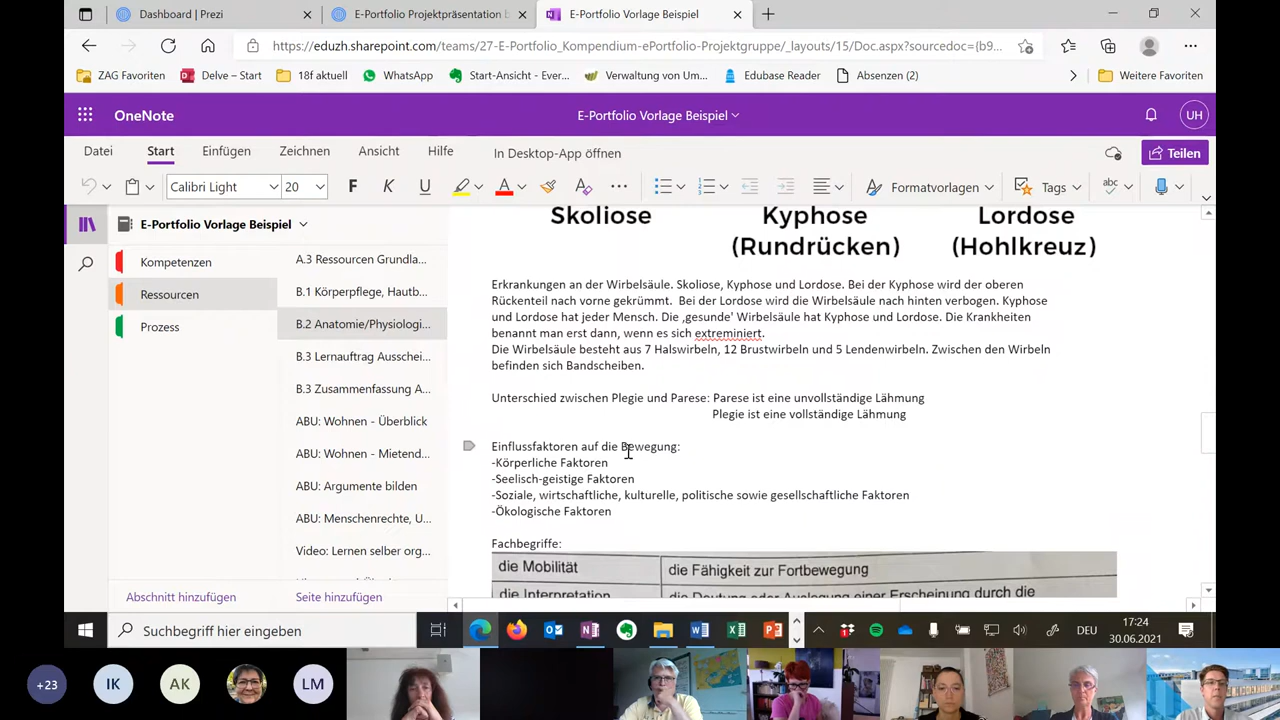 Dashboard | Prezi
E-Portfolio Projektpräsentation b
E-Portfolio Vorlage Beispiel
https://eduzh.sharepoint.com/teams/27-E-Portfolio_Kompendium-ePortfolio-Projektgruppe/_layouts/15/Doc.aspx?sourcedoc={b9...
ZAG Favoriten
Delve – Start
18f aktuell
WhatsApp
Start-Ansicht - Ever...
Verwaltung von Um...
Edubase Reader
Absenzen (2)
Weitere Favoriten
OneNote
E-Portfolio Vorlage Beispiel
UH
Datei
Start
Einfügen
Zeichnen
Ansicht
Hilfe
In Desktop-App öffnen
Teilen
Calibri Light
20
F
K
U
A
Formatvorlagen
Tags
abc
E-Portfolio Vorlage Beispiel
Kompetenzen
Ressourcen
Prozess
A.3 Ressourcen Grundla...
B.1 Körperpflege, Hautb...
B.2 Anatomie/Physiologi...
B.3 Lernauftrag Ausschei...
B.3 Zusammenfassung A...
ABU: Wohnen - Überblick
ABU: Wohnen - Mietend...
ABU: Argumente bilden
ABU: Menschenrechte, U...
Video: Lernen selber org...
Abschnitt hinzufügen
Seite hinzufügen
Skoliose
Kyphose
(Rundrücken)
Lordose
(Hohlkreuz)
Erkrankungen an der Wirbelsäule. Skoliose, Kyphose und Lordose. Bei der Kyphose wird der oberen
Rückenteil nach vorne gekrümmt. Bei der Lordose wird die Wirbelsäule nach hinten verbogen. Kyphose
und Lordose hat jeder Mensch. Die ‚gesunde' Wirbelsäule hat Kyphose und Lordose. Die Krankheiten
benannt man erst dann, wenn es sich extreminiert.
Die Wirbelsäule besteht aus 7 Halswirbeln, 12 Brustwirbeln und 5 Lendenwirbeln. Zwischen den Wirbeln
befinden sich Bandscheiben.
Unterschied zwischen Plegie und Parese: Parese ist eine unvollständige Lähmung
Plegie ist eine vollständige Lähmung
Einflussfaktoren auf die Bewegung:
-Körperliche Faktoren
-Seelisch-geistige Faktoren
-Soziale, wirtschaftliche, kulturelle, politische sowie gesellschaftliche Faktoren
-Ökologische Faktoren
Fachbegriffe:
die Mobilität
die Fähigkeit zur Fortbewegung
die Interpretation
die Deutung oder Auslegung einer Erscheinung durch die
Suchbegriff hier eingeben
DEU
17:24
30.06.2021
+23
IK
AK
LM